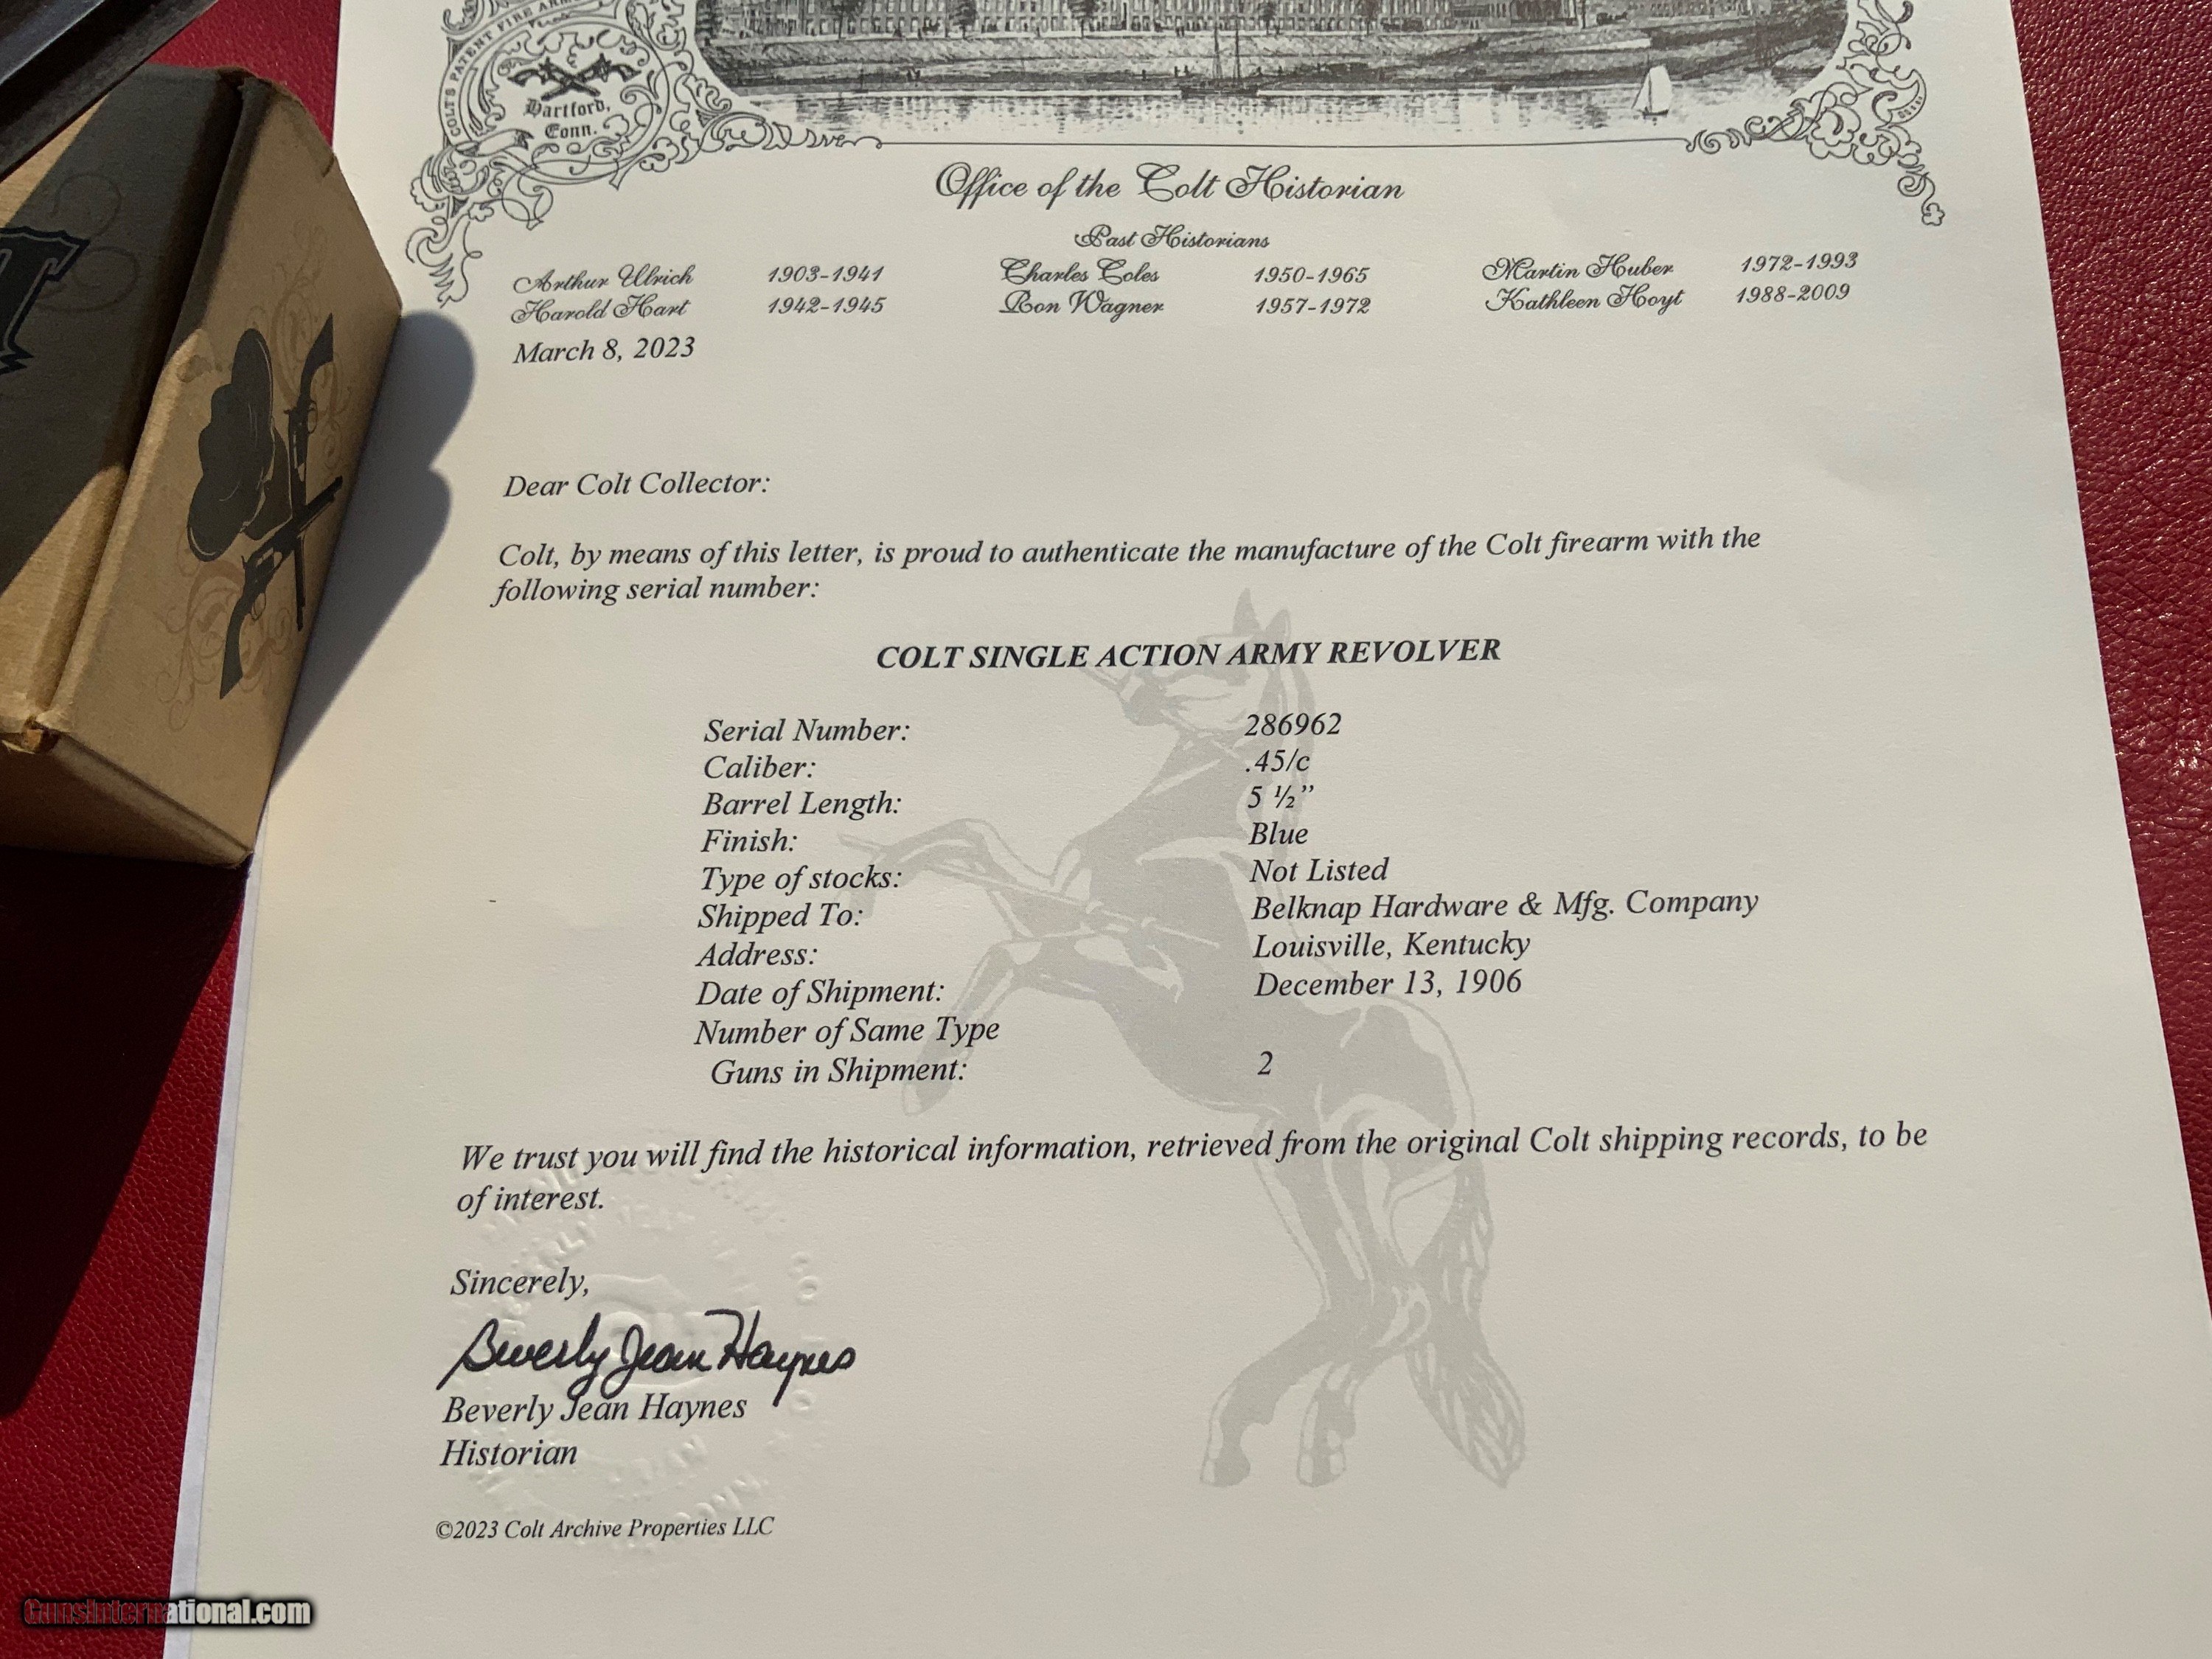 COLT'S PATENT FIRE ARMS
Hartford,
Conn.
Office of the Colt Historian
Past Historians
Arthur Ulrich 1903-1941 Charles Coles 1950-1965 Martin Huber 1972-1993
Harold Hart 1942-1945 Ron Wagner 1957-1972 Kathleen Hoyt 1988-2009
March 8, 2023
Dear Colt Collector:
Colt, by means of this letter, is proud to authenticate the manufacture of the Colt firearm with the
following serial number:
COLT SINGLE ACTION ARMY REVOLVER
Serial Number: 286962
Caliber: .45/c
Barrel Length: 5 ½”
Finish: Blue
Type of stocks: Not Listed
Shipped To: Belknap Hardware & Mfg. Company
Address: Louisville, Kentucky
Date of Shipment: December 13, 1906
Number of Same Type
Guns in Shipment: 2
We trust you will find the historical information, retrieved from the original Colt shipping records, to be
of interest.
Sincerely,
Beverly Jean Haynes
Beverly Jean Haynes
Historian
©2023 Colt Archive Properties LLC
GunsInternational.com